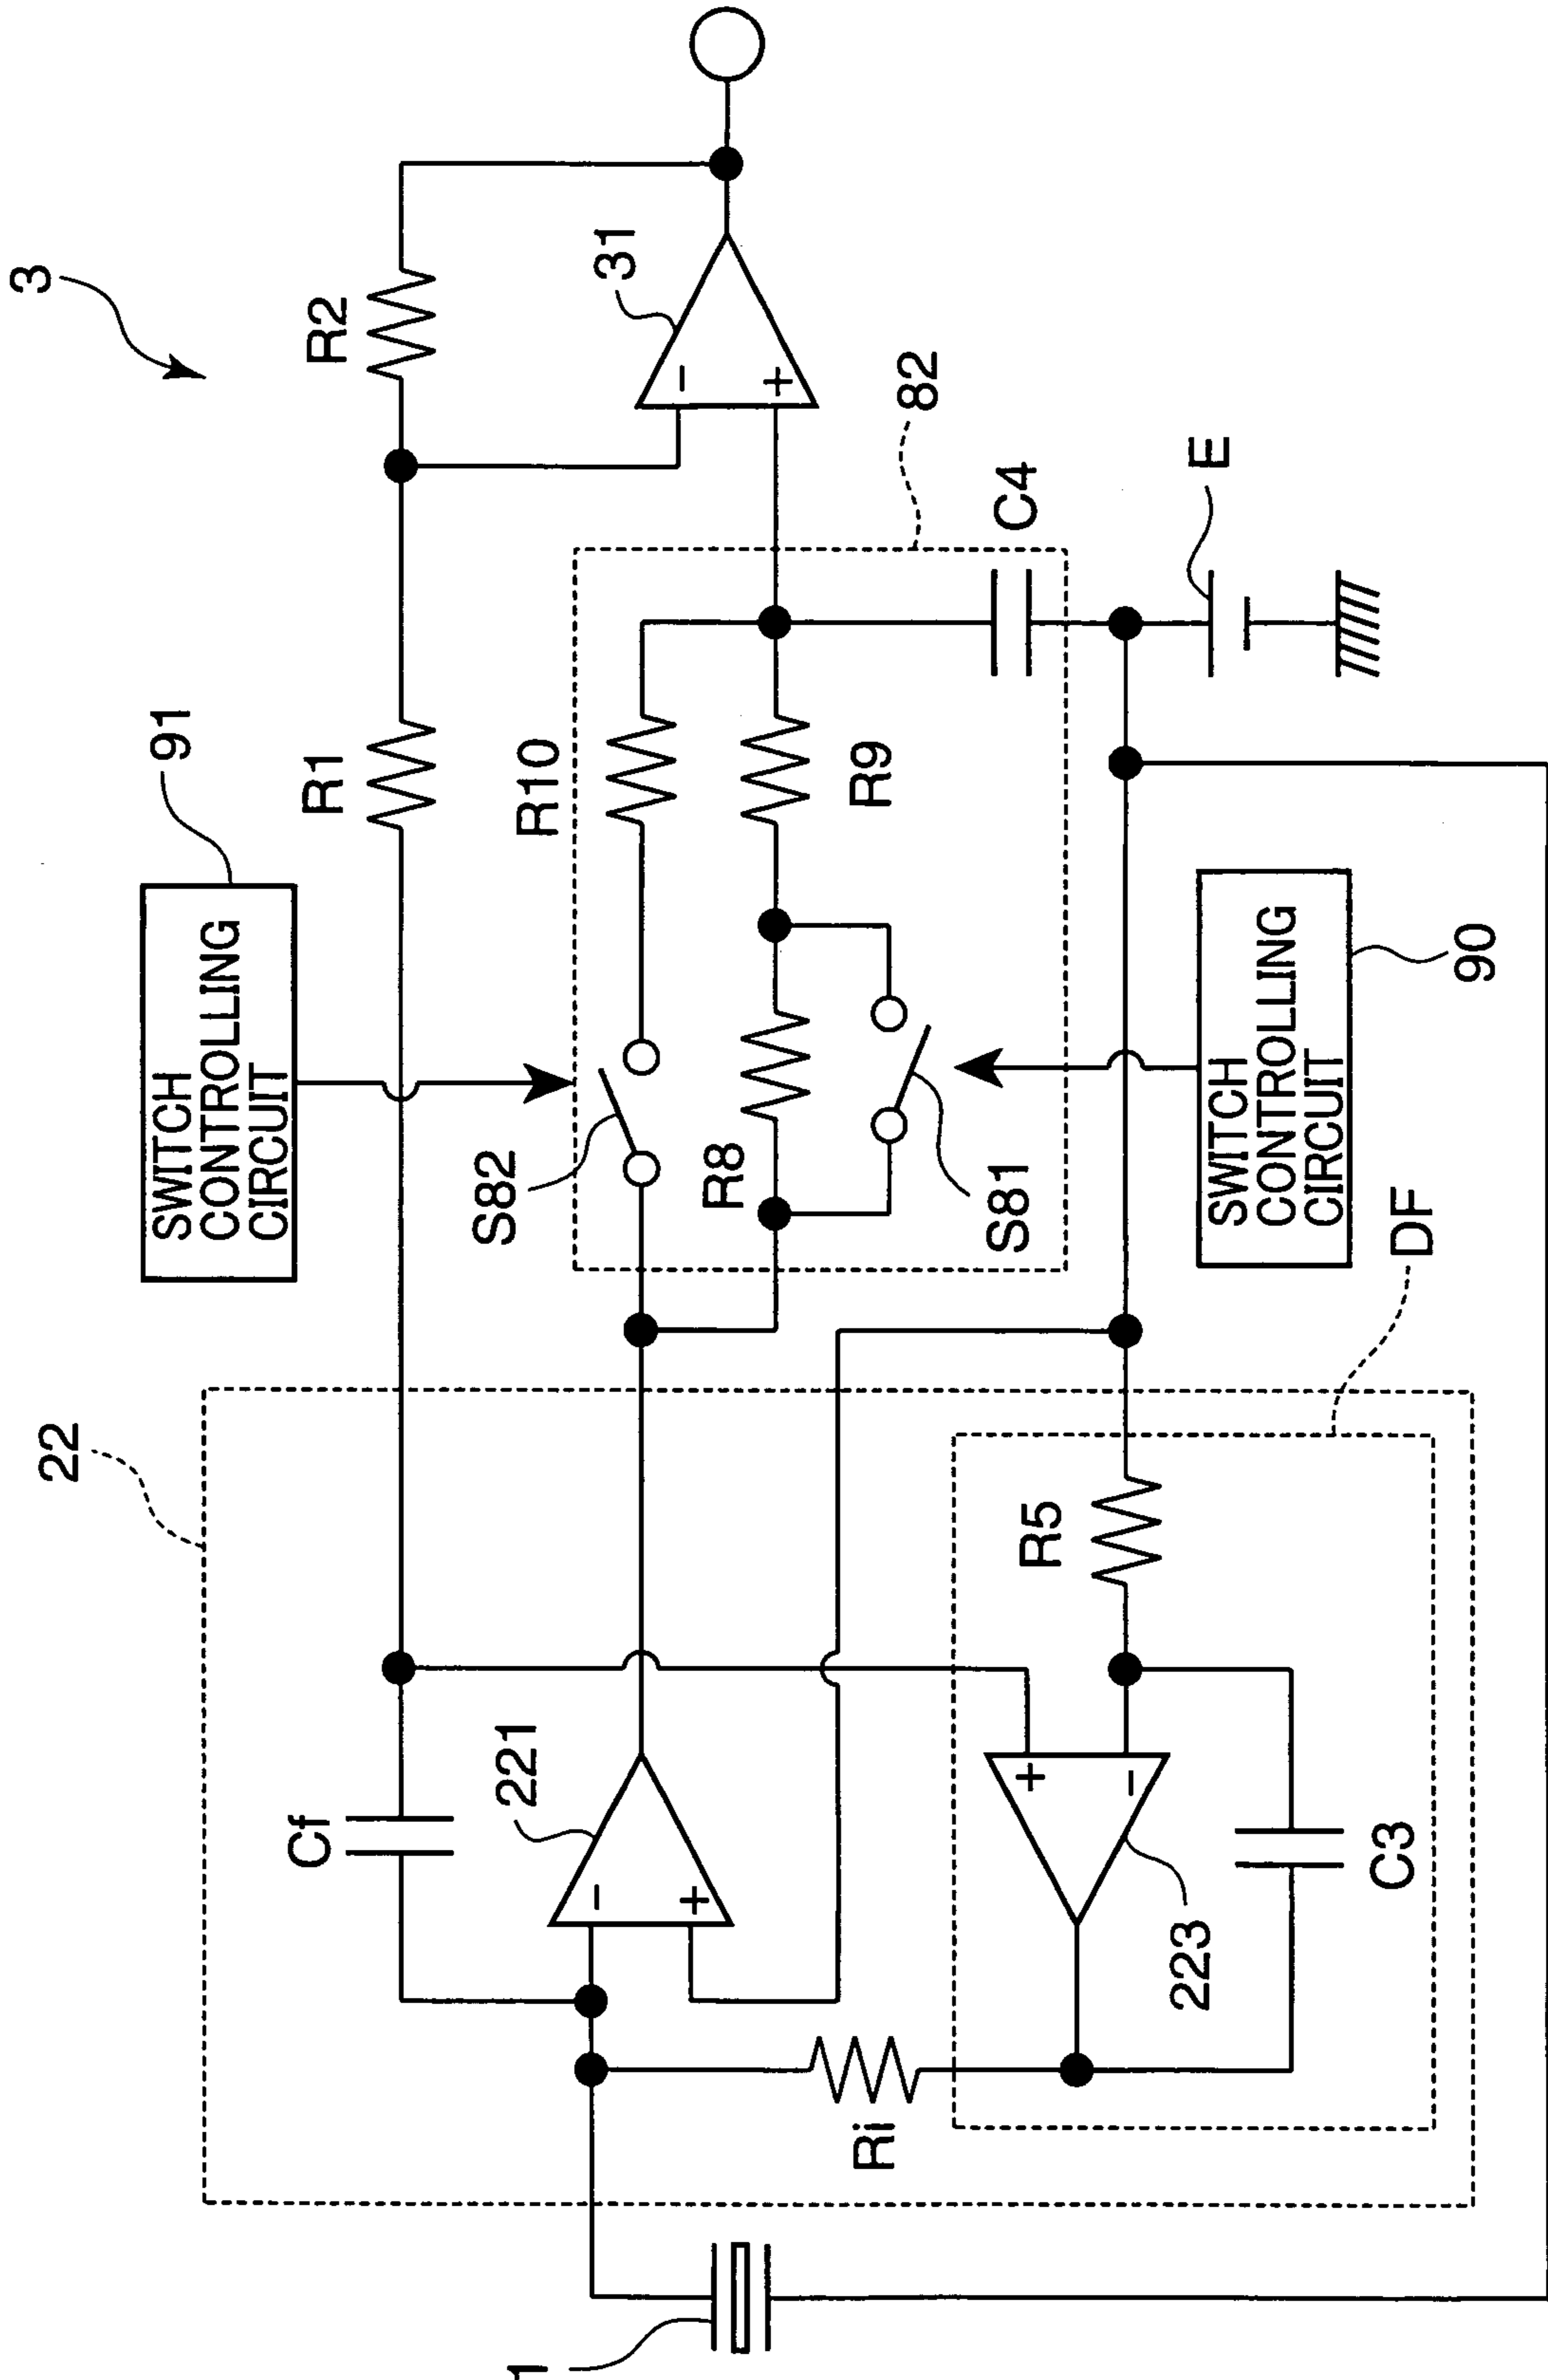 3
R2
31
91
R1
82
SWITCH
CONTROLLING
CIRCUIT
R10
R9
C4
E
S82
R8
S81
SWITCH
CONTROLLING
CIRCUIT
90
DF
22
Cf
221
-
+
-
+
R5
+
-
223
C3
Ri
1